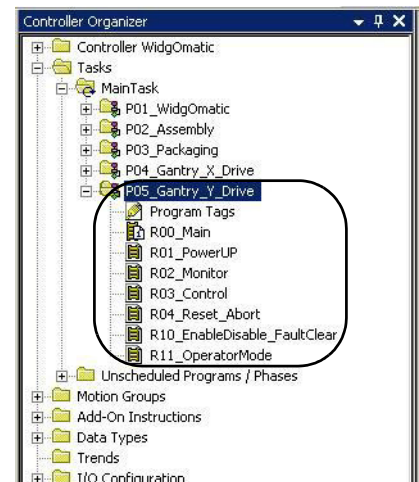 Controller Organizer
Controller WidgOmatic
Tasks
MainTask
P01_WidgOmatic
P02_Assembly
P03_Packaging
P04_Gantry_X_Drive
P05_Gantry_Y_Drive
Program Tags
R00_Main
R01_PowerUP
R02_Monitor
R03_Control
R04_Reset_Abort
R10_EnableDisable_FaultClear
R11_OperatorMode
Unscheduled Programs / Phases
Motion Groups
Add-On Instructions
Data Types
Trends
I/O Configuration